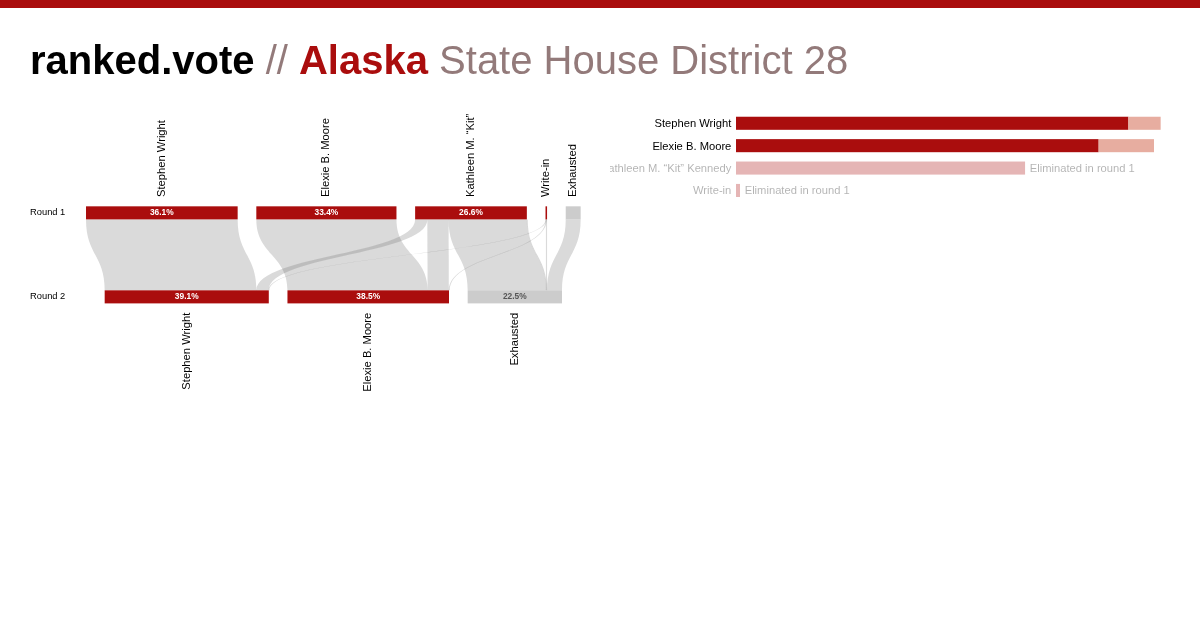 ranked.vote // Alaska State House District 28
Stephen Wright
Elexie B. Moore
Kathleen M. “Kit”
Write-in
Exhausted
Round 1
36.1%
33.4%
26.6%
Round 2
39.1%
38.5%
22.5%
Stephen Wright
Elexie B. Moore
Exhausted
Stephen Wright
Elexie B. Moore
athleen M. “Kit” Kennedy Eliminated in round 1
Write-in Eliminated in round 1